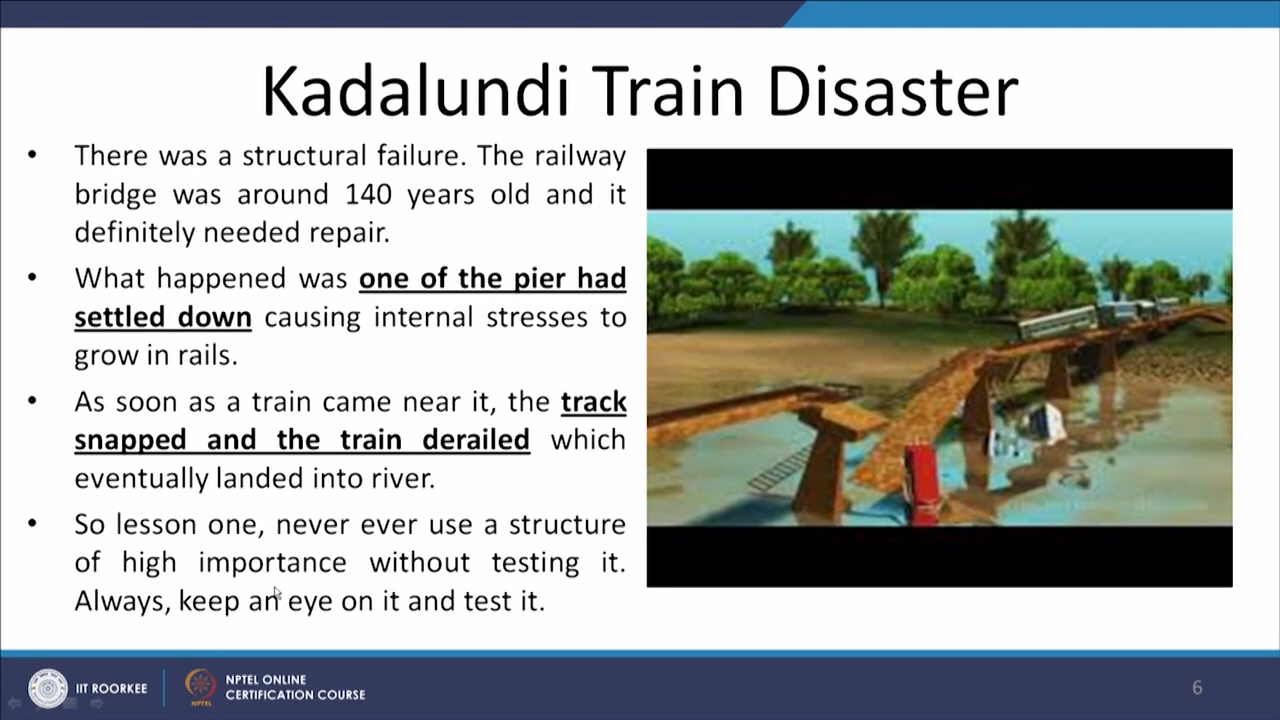 Kadalundi Train Disaster
• There was a structural failure. The railway
bridge was around 140 years old and it
definitely needed repair.
• What happened was one of the pier had
settled down causing internal stresses to
grow in rails.
• As soon as a train came near it, the track
snapped and the train derailed which
eventually landed into river.
• So lesson one, never ever use a structure
of high importance without testing it.
Always, keep an eye on it and test it.
IIT ROORKEE
NPTEL
NPTEL ONLINE
CERTIFICATION COURSE
6